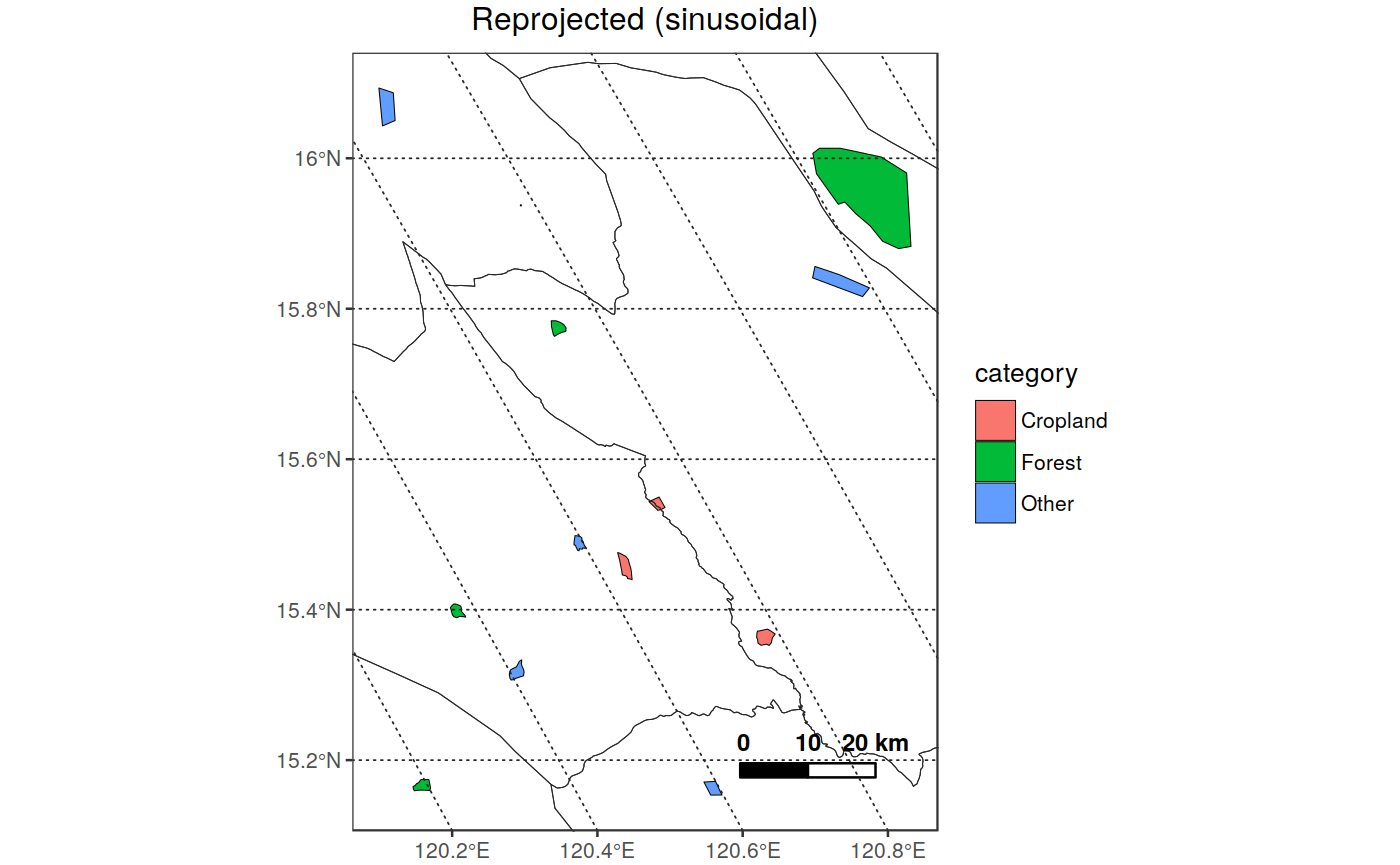 Reprojected (sinusoidal)
16°N
15.8°N
15.6°N
15.4°N
15.2°N
0 10 20 km
120.2°E 120.4°E 120.6°E 120.8°E
category
Cropland
Forest
Other